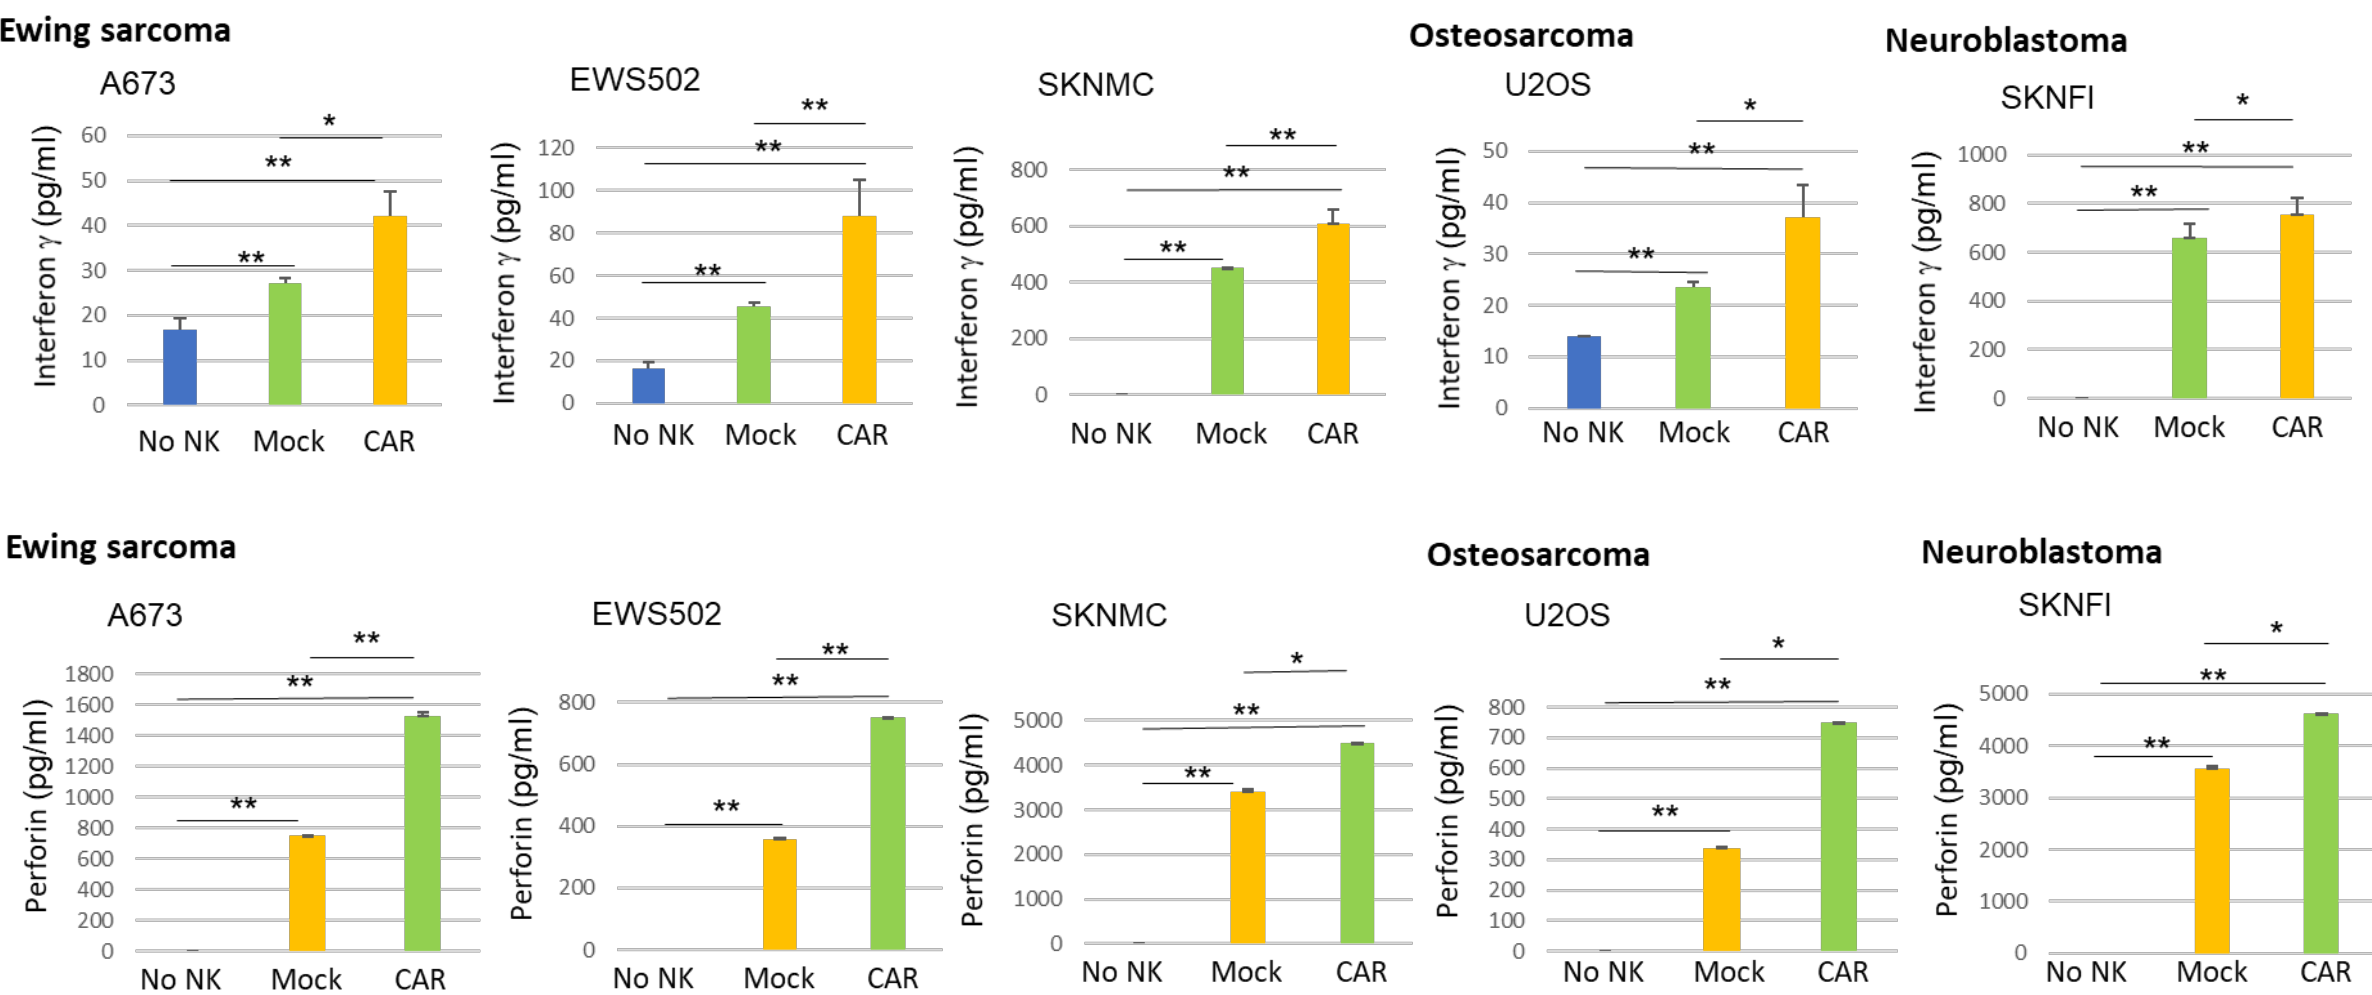 Ewing sarcoma
Osteosarcoma
Neuroblastoma
A673
Interferon γ (pg/ml)
60
50
40
30
20
10
0
*
**
**
No NK Mock CAR
EWS502
Interferon γ (pg/ml)
120
100
80
60
40
20
0
**
**
**
No NK Mock CAR
SKNMC
Interferon γ (pg/ml)
800
600
400
200
0
**
**
**
No NK Mock CAR
U2OS
Interferon γ (pg/ml)
50
40
30
20
10
0
*
**
**
No NK Mock CAR
SKNFI
Interferon γ (pg/ml)
1000
800
600
400
200
0
*
**
**
No NK Mock CAR
Ewing sarcoma
Osteosarcoma
Neuroblastoma
A673
Perforin (pg/ml)
1800
1600
1400
1200
1000
800
600
400
200
0
**
**
**
No NK Mock CAR
EWS502
Perforin (pg/ml)
800
600
400
200
0
**
**
**
No NK Mock CAR
SKNMC
Perforin (pg/ml)
5000
4000
3000
2000
1000
0
*
**
**
No NK Mock CAR
U2OS
Perforin (pg/ml)
800
700
600
500
400
300
200
100
0
*
**
**
No NK Mock CAR
SKNFI
Perforin (pg/ml)
5000
4000
3000
2000
1000
0
*
**
**
No NK Mock CAR